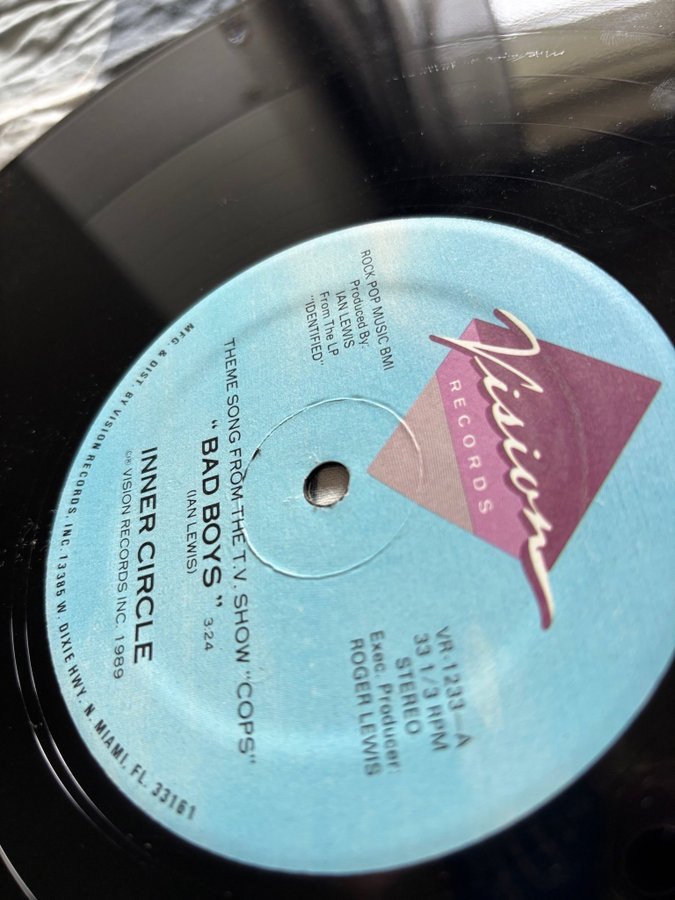 Vision
RECORDS
ROCK POP MUSIC BMI
Produced By:
IAN LEWIS
From The LP
"IDENTIFIED"
VR-1233-A
33 1/3 RPM
STEREO
Exec. Producer:
ROGER LEWIS
THEME SONG FROM THE T.V. SHOW "COPS"
"BAD BOYS" 3:24
(IAN LEWIS)
INNER CIRCLE
©℗ VISION RECORDS INC. 1989
MFG. & DIST. BY VISION RECORDS, INC 13385 W. DIXIE HWY. N. MIAMI, FL. 33161